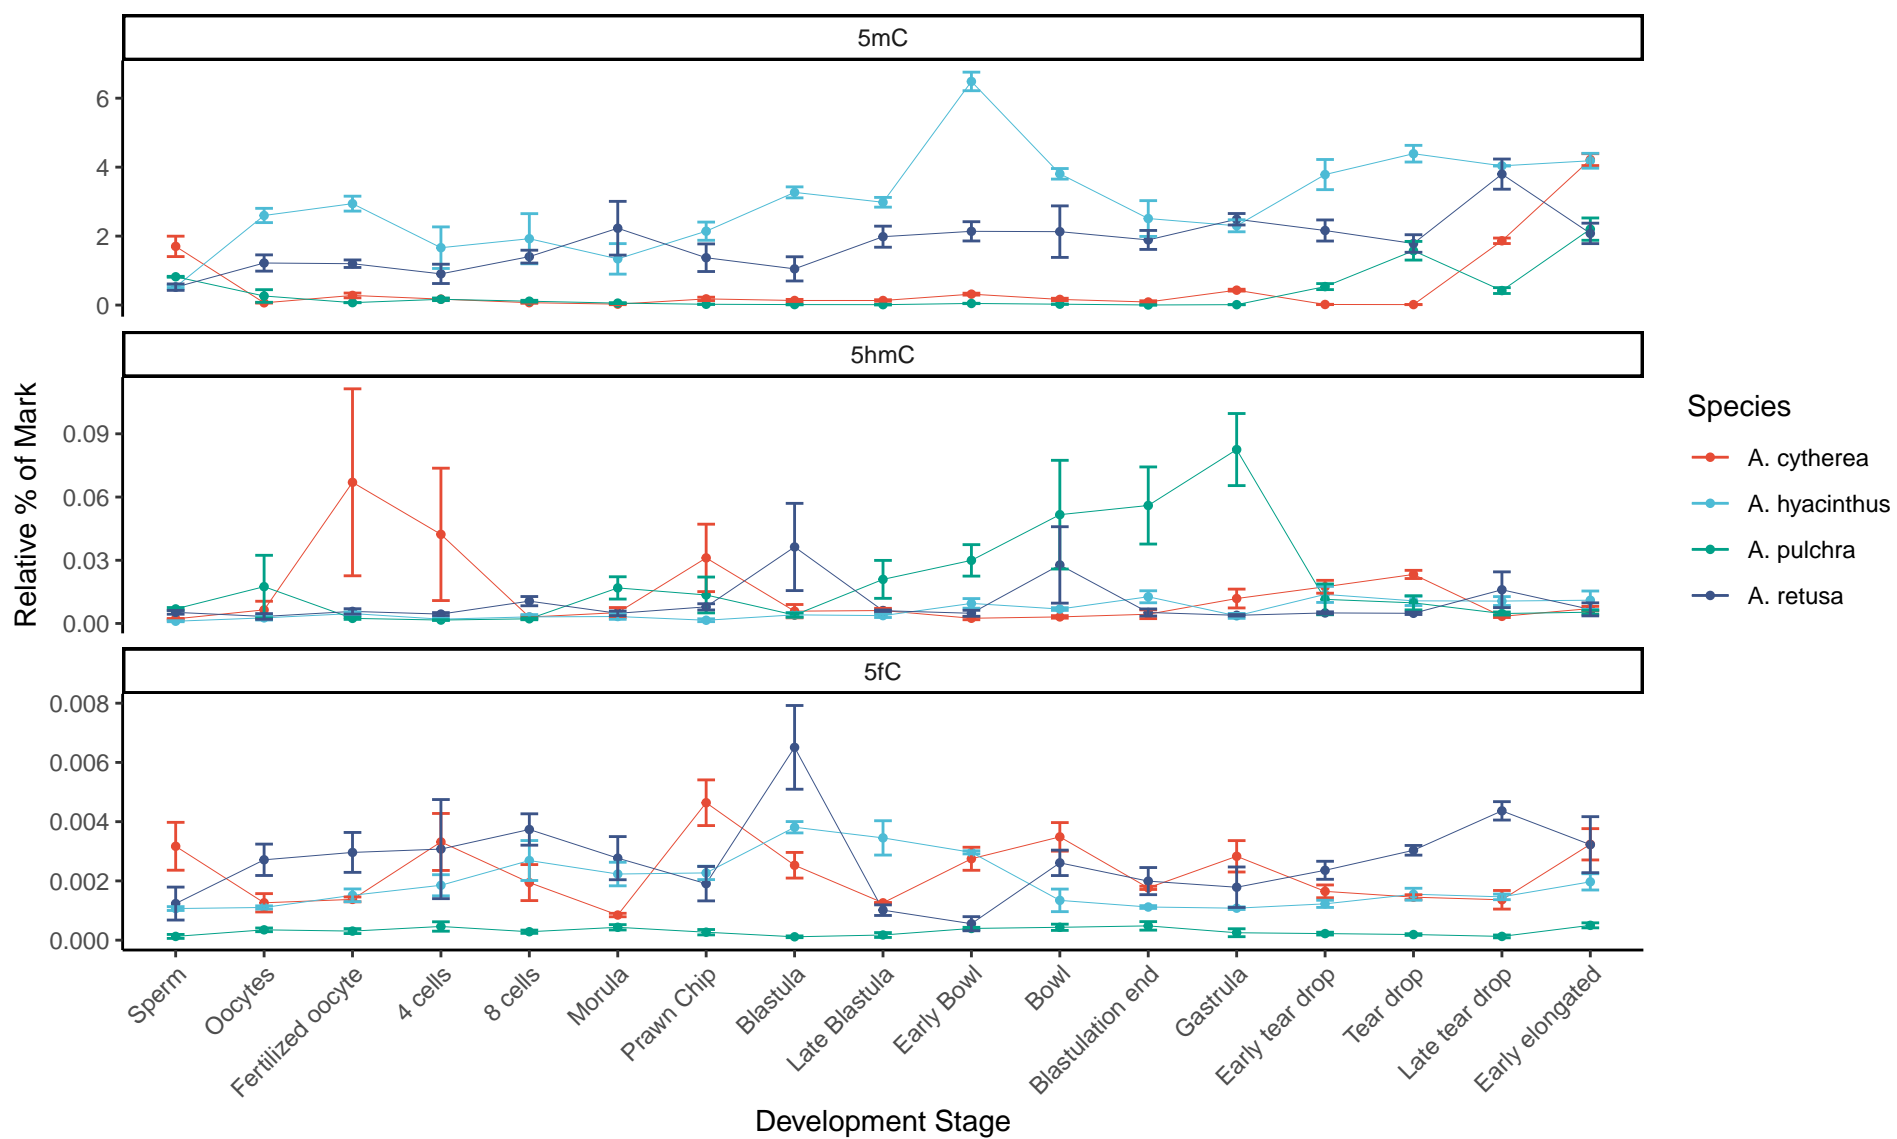 5mC
6
4
2
0
5hmC
0.09
0.06
0.03
0.00
5fC
0.008
0.006
0.004
0.002
0.000
Relative % of Mark
Sperm
Oocytes
Fertilized oocyte
4 cells
8 cells
Morula
Prawn Chip
Blastula
Late Blastula
Early Bowl
Bowl
Blastulation end
Gastrula
Early tear drop
Tear drop
Late tear drop
Early elongated
Development Stage
Species
A. cytherea
A. hyacinthus
A. pulchra
A. retusa